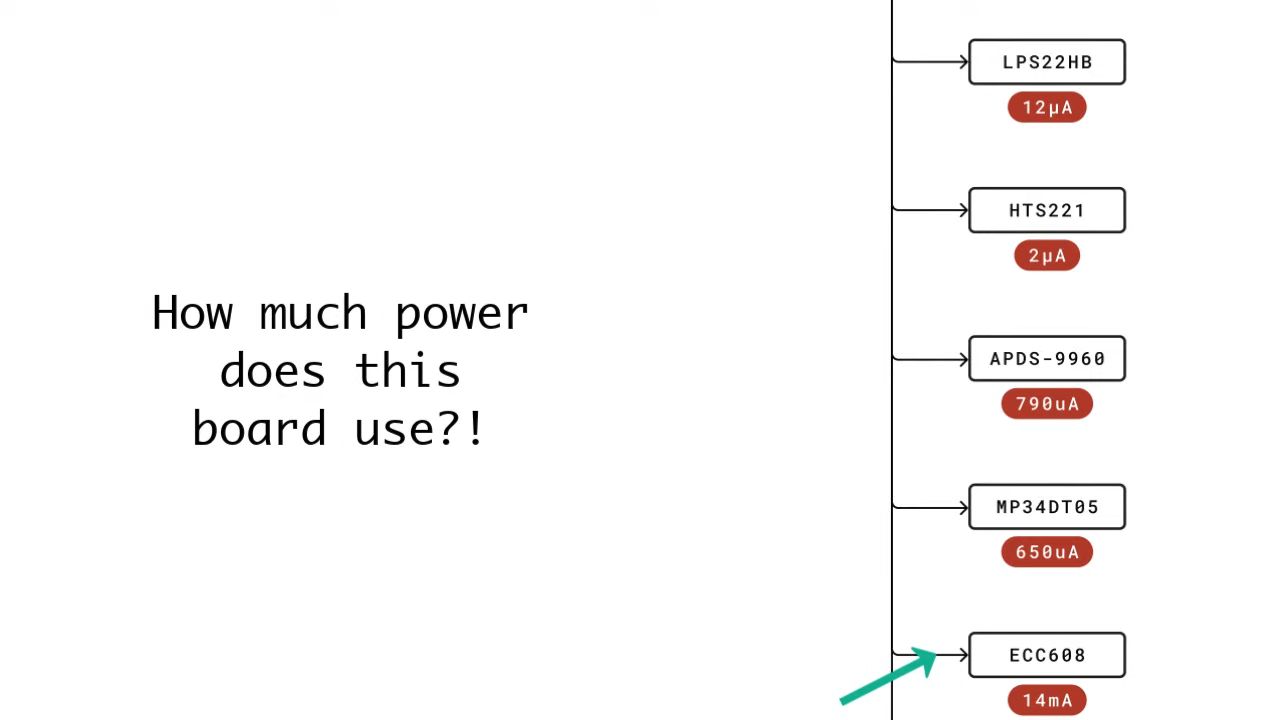 How much power
does this
board use?!
LPS22HB
12µA
HTS221
2µA
APDS-9960
790uA
MP34DT05
650uA
ECC608
14mA